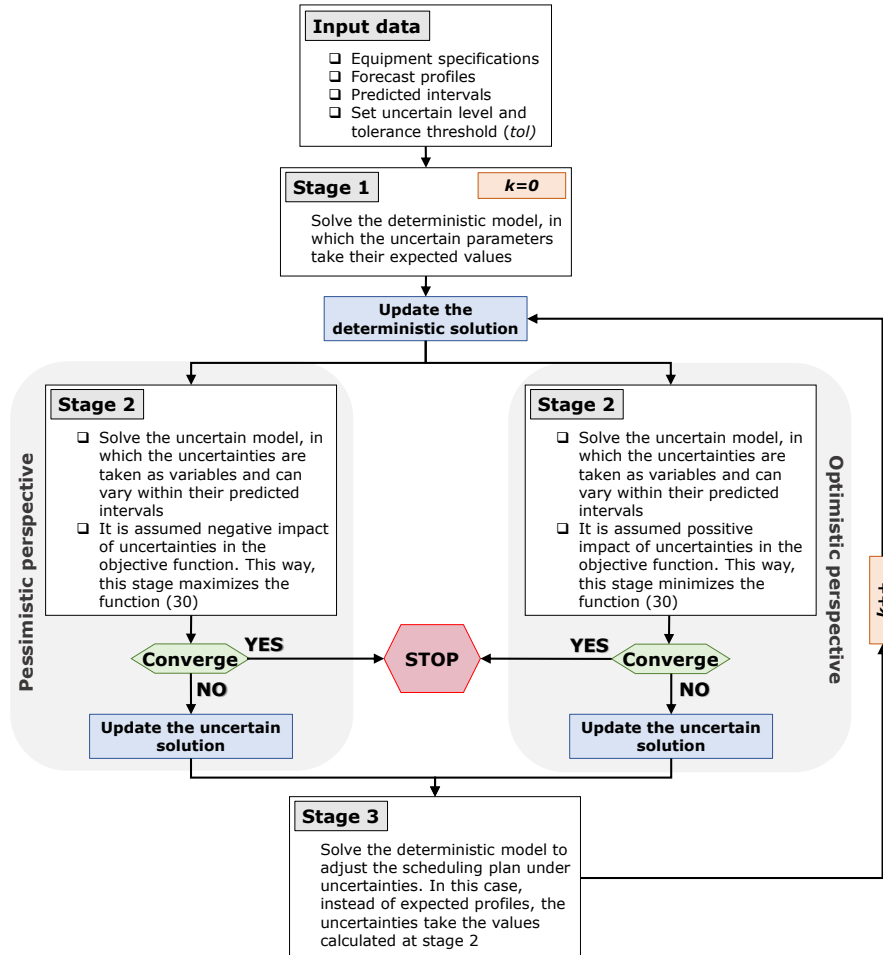 Input data
❑ Equipment specifications
❑ Forecast profiles
❑ Predicted intervals
❑ Set uncertain level and
tolerance threshold (tol)
Stage 1
k=0
Solve the deterministic model, in
which the uncertain parameters
take their expected values
Update the
deterministic solution
Pessimistic perspective
Stage 2
❑ Solve the uncertain model, in
which the uncertainties are
taken as variables and can
vary within their predicted
intervals
❑ It is assumed negative impact
of uncertainties in the
objective function. This way,
this stage maximizes the
function (30)
Converge
YES
NO
Update the uncertain
solution
STOP
Stage 2
❑ Solve the uncertain model, in
which the uncertainties are
taken as variables and can
vary within their predicted
intervals
❑ It is assumed possitive
impact of uncertainties in the
objective function. This way,
this stage minimizes the
function (30)
Optimistic perspective
YES
Converge
NO
Update the uncertain
solution
Stage 3
Solve the deterministic model to
adjust the scheduling plan under
uncertainties. In this case,
instead of expected profiles, the
uncertainties take the values
calculated at stage 2